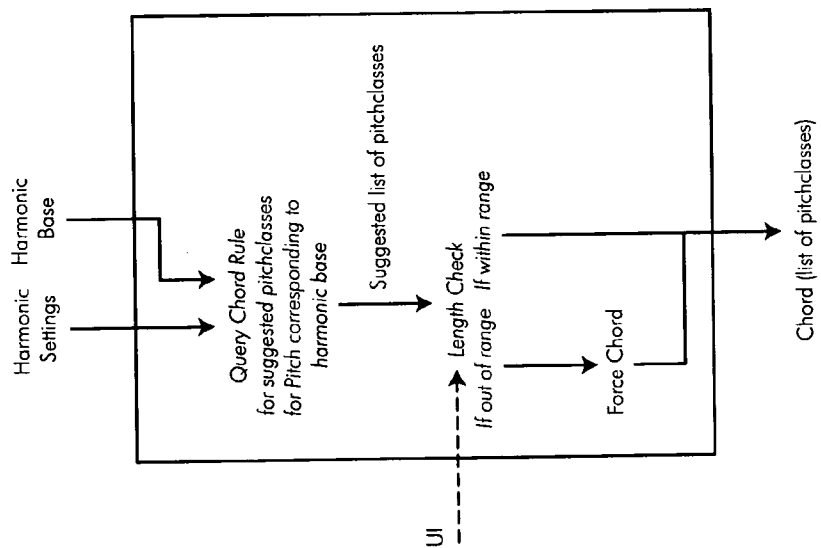 Harmonic
Settings
Harmonic
Base
Query Chord Rule
for suggested pitchclasses
for Pitch corresponding to
harmonic base
Suggested list of pitchclasses
UI
Length Check
If out of range
If within range
Force Chord
Chord (list of pitchclasses)